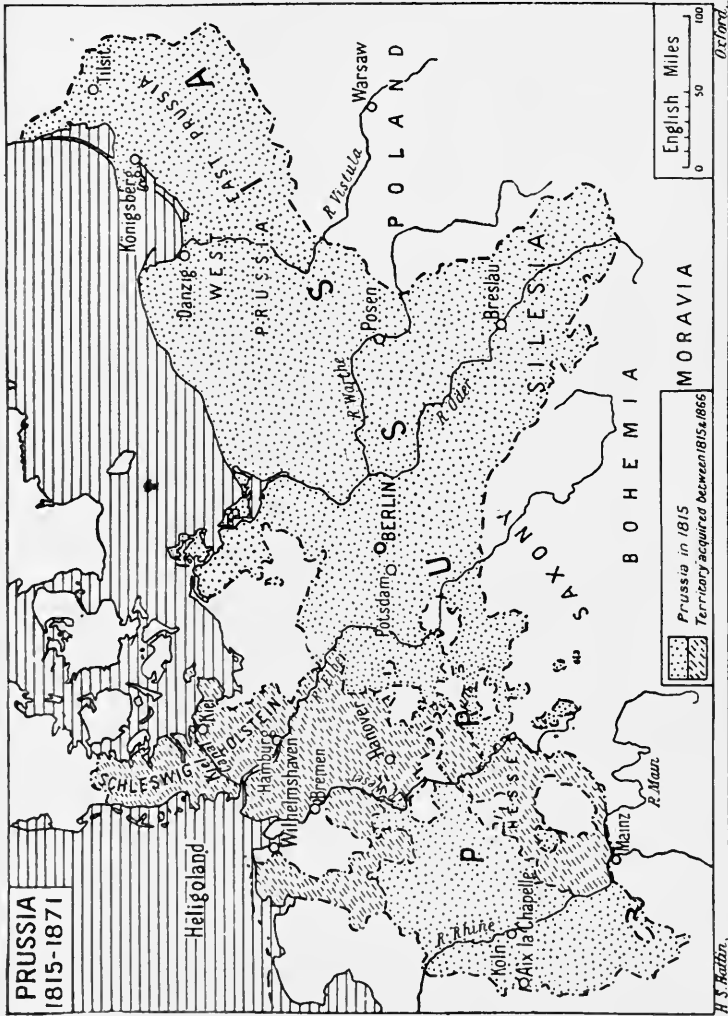 PRUSSIA
1815-1871
Heligoland
SCHLESWIG
Kiel
HOLSTEIN
Hamburg
R. Elbe
Wilhelmshaven
Bremen
Hanover
R. Weser
HESSE
R. Rhine
Köln
Aix la Chapelle
Mainz
R. Main
Potsdam
BERLIN
SAXONY
BOHEMIA
MORAVIA
SILESIA
Breslau
R Oder
R Warthe
Posen
POLAND
Warsaw
R Vistula
Danzig
WEST
PRUSSIA
EAST PRUSSIA
Königsberg
Tilsit
P R U S S I A
P
Prussia in 1815
Territory acquired between 1815 & 1866
English Miles
0 50 100
Oxford.